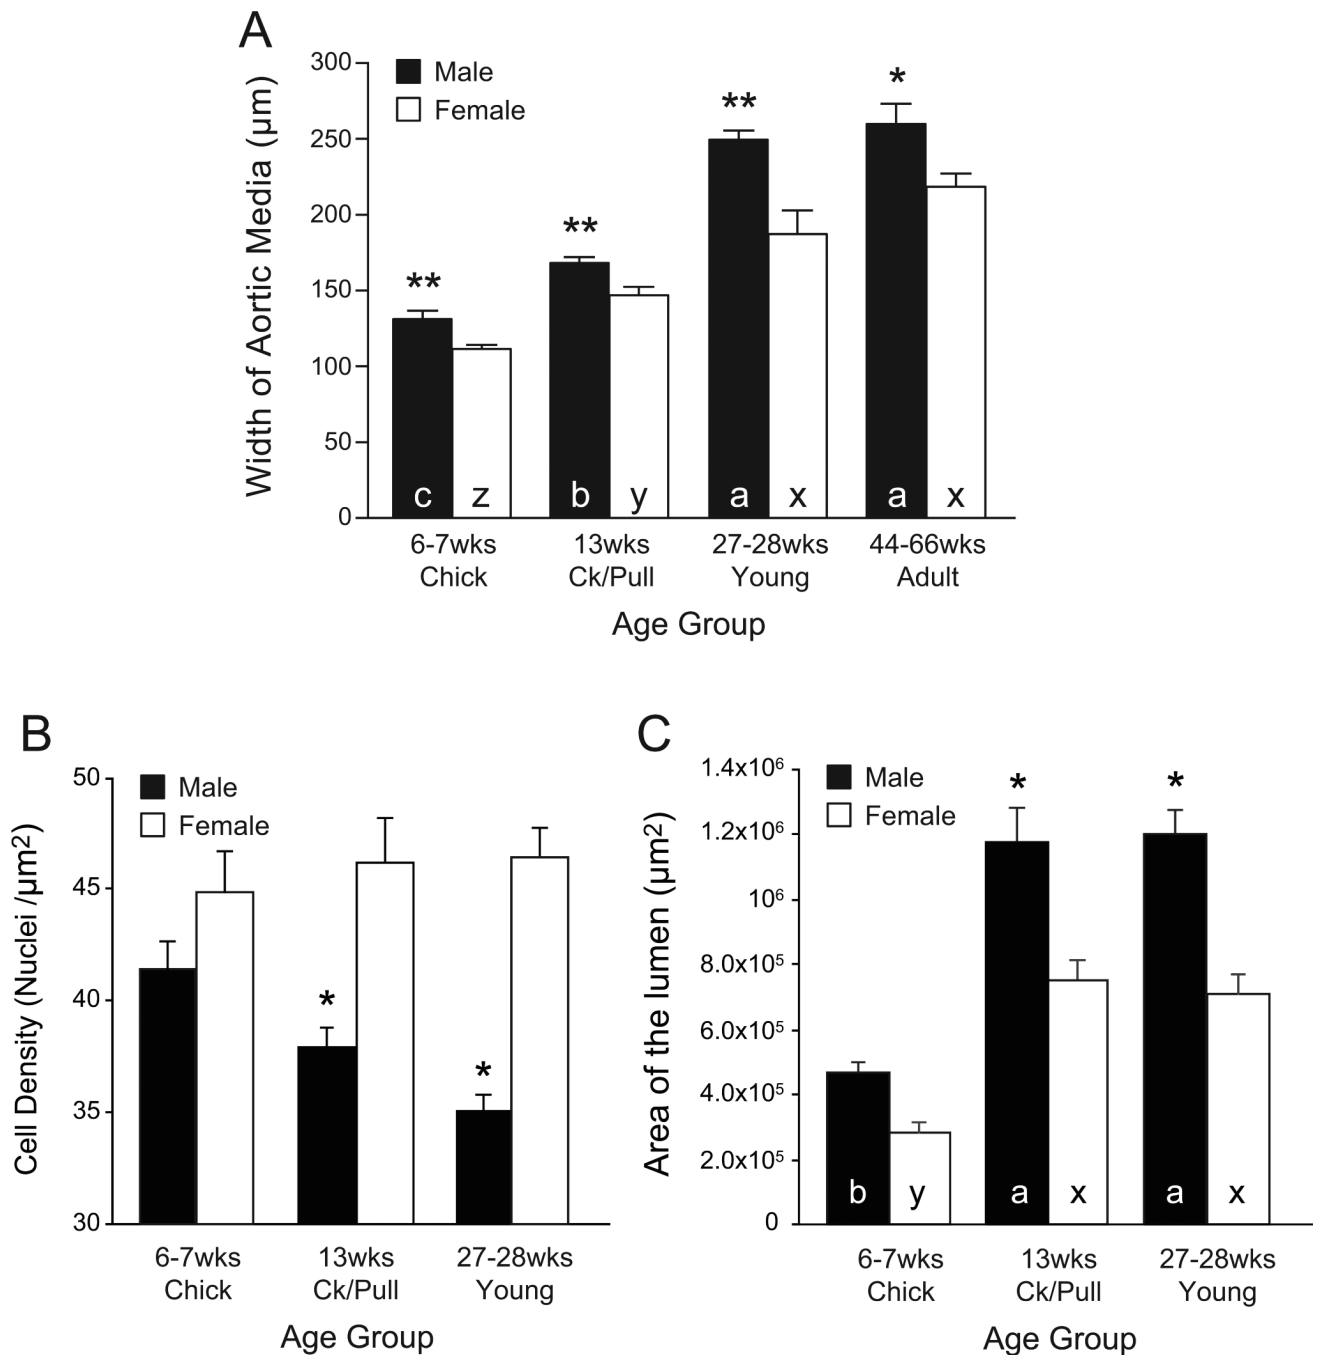 A
Width of Aortic Media (µm)
300
250
200
150
100
50
0
Male
Female
**
**
**
*
c z b y a x a x
6-7wks 13wks 27-28wks 44-66wks
Chick Ck/Pull Young Adult
Age Group
B
Cell Density (Nuclei /µm²)
50
45
40
35
30
Male
Female
*
*
6-7wks 13wks 27-28wks
Chick Ck/Pull Young
Age Group
C
Area of the lumen (µm²)
1.4x10⁶
1.2x10⁶
10⁶
8.0x10⁵
6.0x10⁵
4.0x10⁵
2.0x10⁵
0
Male
Female
*
*
b y a x a x
6-7wks 13wks 27-28wks
Chick Ck/Pull Young
Age Group